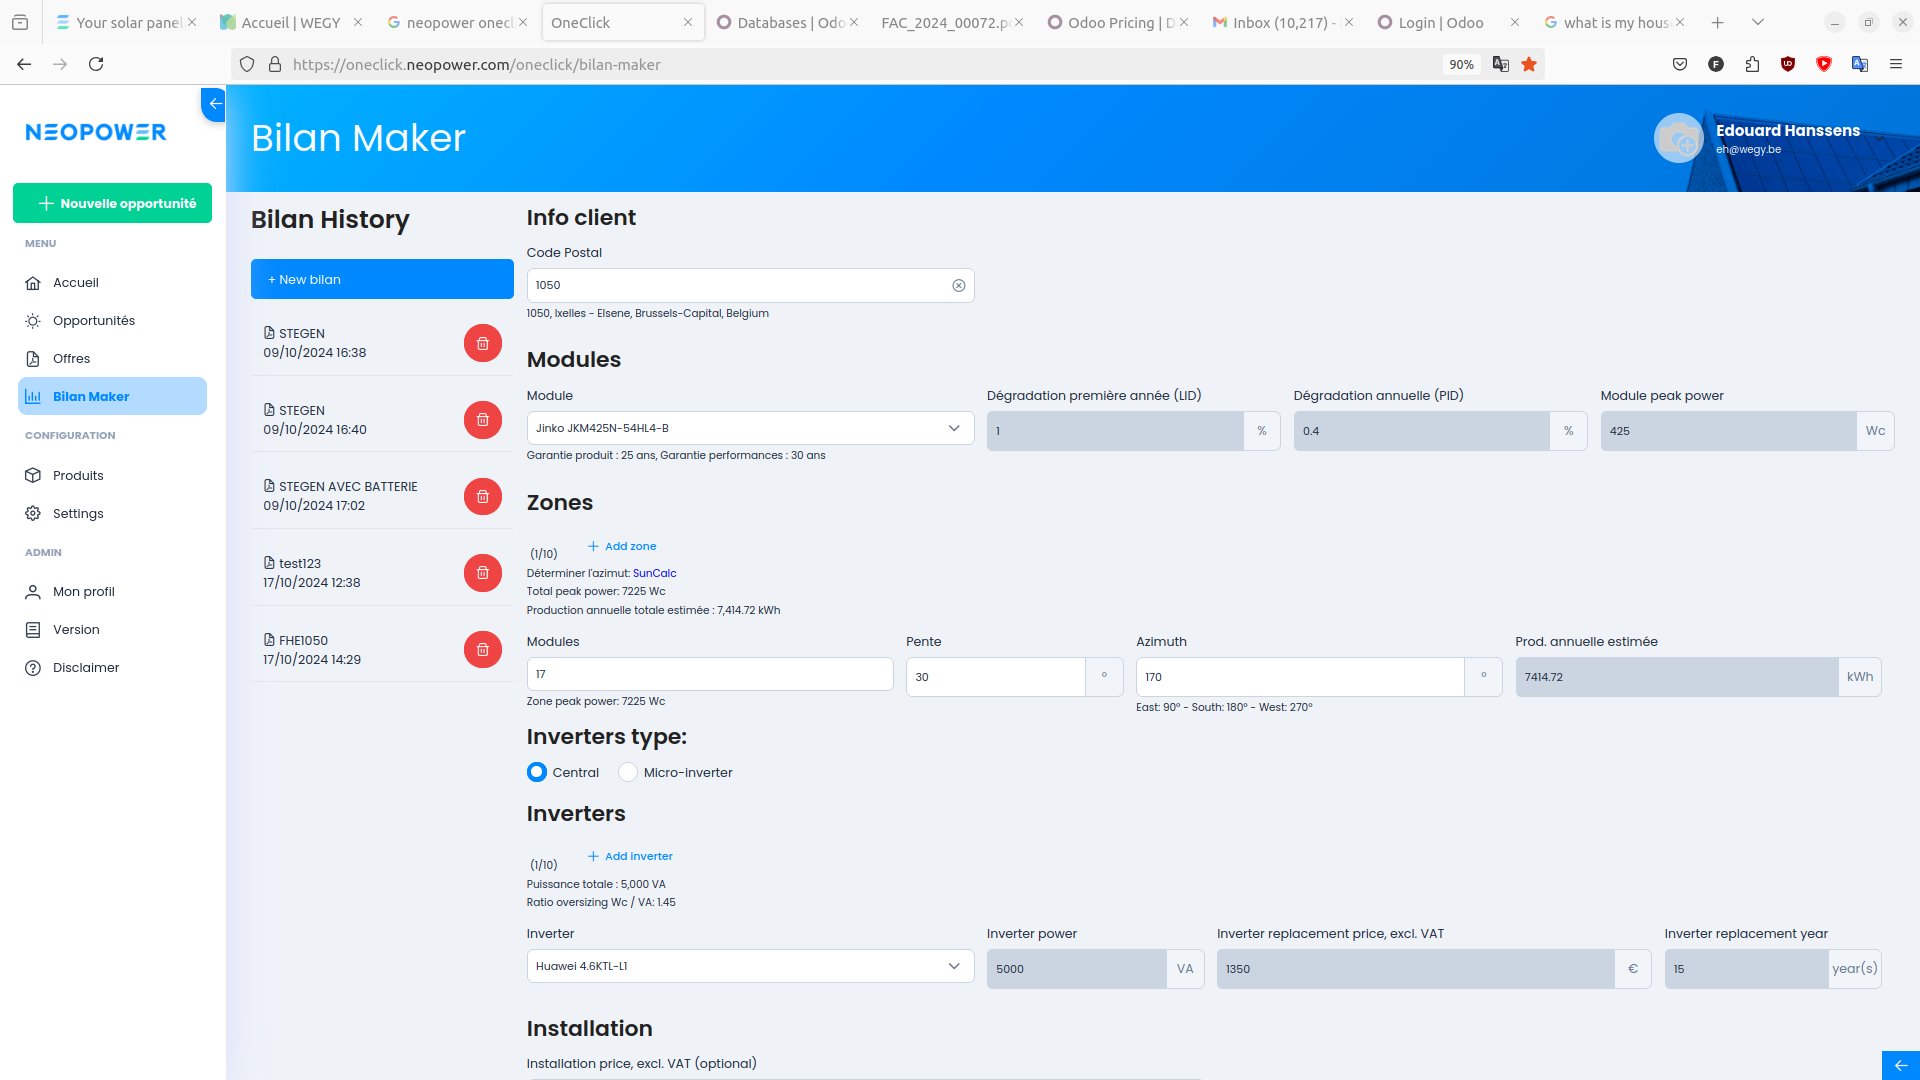 Your solar panel
Accueil | WEGY
neopower onecl
OneClick
Databases | Odo
FAC_2024_00072.p
Odoo Pricing | D
Inbox (10,217) -
Login | Odoo
what is my hous
https://oneclick.neopower.com/oneclick/bilan-maker
90%
NEOPOWER
Bilan Maker
Edouard Hanssens
eh@wegy.be
Nouvelle opportunité
MENU
Accueil
Opportunités
Offres
Bilan Maker
CONFIGURATION
Produits
Settings
ADMIN
Mon profil
Version
Disclaimer
Bilan History
+ New bilan
STEGEN
09/10/2024 16:38
STEGEN
09/10/2024 16:40
STEGEN AVEC BATTERIE
09/10/2024 17:02
test123
17/10/2024 12:38
FHE1050
17/10/2024 14:29
Info client
Code Postal
1050
1050, Ixelles - Elsene, Brussels-Capital, Belgium
Modules
Module
Dégradation première année (LID)
Dégradation annuelle (PID)
Module peak power
Jinko JKM425N-54HL4-B
1 %
0.4 %
425 Wc
Garantie produit : 25 ans, Garantie performances : 30 ans
Zones
(1/10)
Add zone
Déterminer l'azimut: SunCalc
Total peak power: 7225 Wc
Production annuelle totale estimée : 7,414.72 kWh
Modules
Pente
Azimuth
Prod. annuelle estimée
17
30 °
170 °
7414.72 kWh
Zone peak power: 7225 Wc
East: 90° - South: 180° - West: 270°
Inverters type:
Central
Micro-inverter
Inverters
(1/10)
Add inverter
Puissance totale : 5,000 VA
Ratio oversizing Wc / VA: 1.45
Inverter
Inverter power
Inverter replacement price, excl. VAT
Inverter replacement year
Huawei 4.6KTL-L1
5000 VA
1350 €
15 year(s)
Installation
Installation price, excl. VAT (optional)